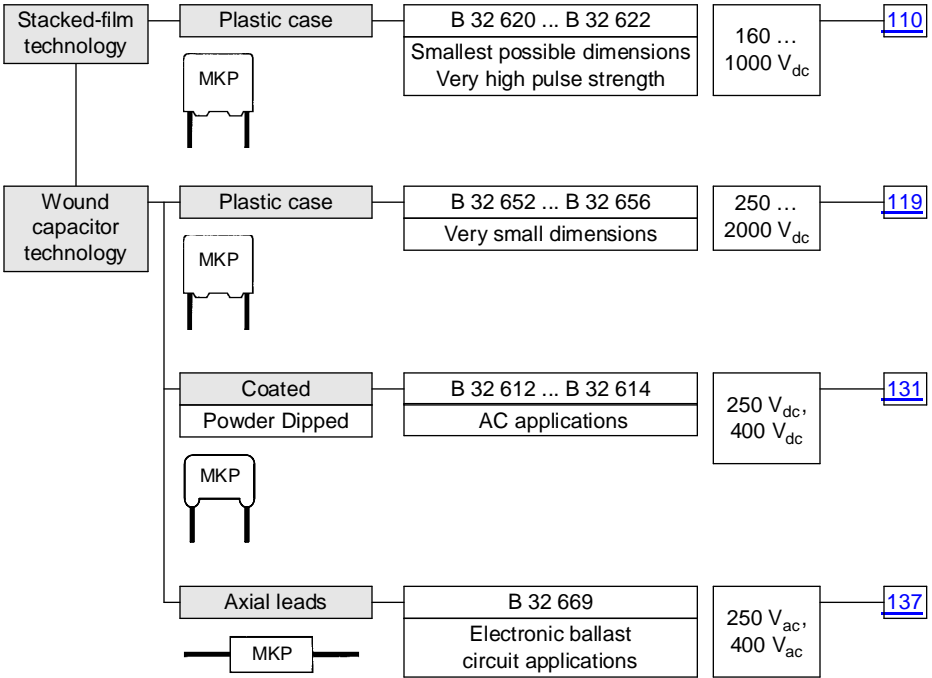 Stacked-film
technology
Plastic case
B 32 620 ... B 32 622
Smallest possible dimensions
Very high pulse strength
160 …
1000 Vdc
110
MKP
Wound
capacitor
technology
Plastic case
B 32 652 ... B 32 656
Very small dimensions
250 …
2000 Vdc
119
MKP
Coated
Powder Dipped
B 32 612 ... B 32 614
AC applications
250 Vdc,
400 Vdc
131
MKP
Axial leads
B 32 669
Electronic ballast
circuit applications
250 Vac,
400 Vac
137
MKP